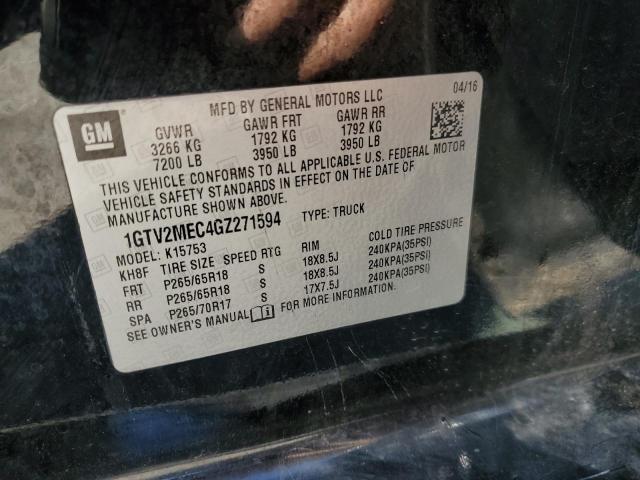 MFD BY GENERAL MOTORS LLC 04/16
GM
GVWR GAWR FRT GAWR RR
3266 KG 1792 KG 1792 KG
7200 LB 3950 LB 3950 LB
THIS VEHICLE CONFORMS TO ALL APPLICABLE U.S. FEDERAL MOTOR
VEHICLE SAFETY STANDARDS IN EFFECT ON THE DATE OF
MANUFACTURE SHOWN ABOVE.
1GTV2MEC4GZ271594 TYPE: TRUCK
MODEL: K15753
KH8F TIRE SIZE SPEED RTG RIM COLD TIRE PRESSURE
FRT P265/65R18 S 18X8.5J 240KPA(35PSI)
RR P265/65R18 S 18X8.5J 240KPA(35PSI)
SPA P265/70R17 S 17X7.5J 240KPA(35PSI)
SEE OWNER'S MANUAL FOR MORE INFORMATION.